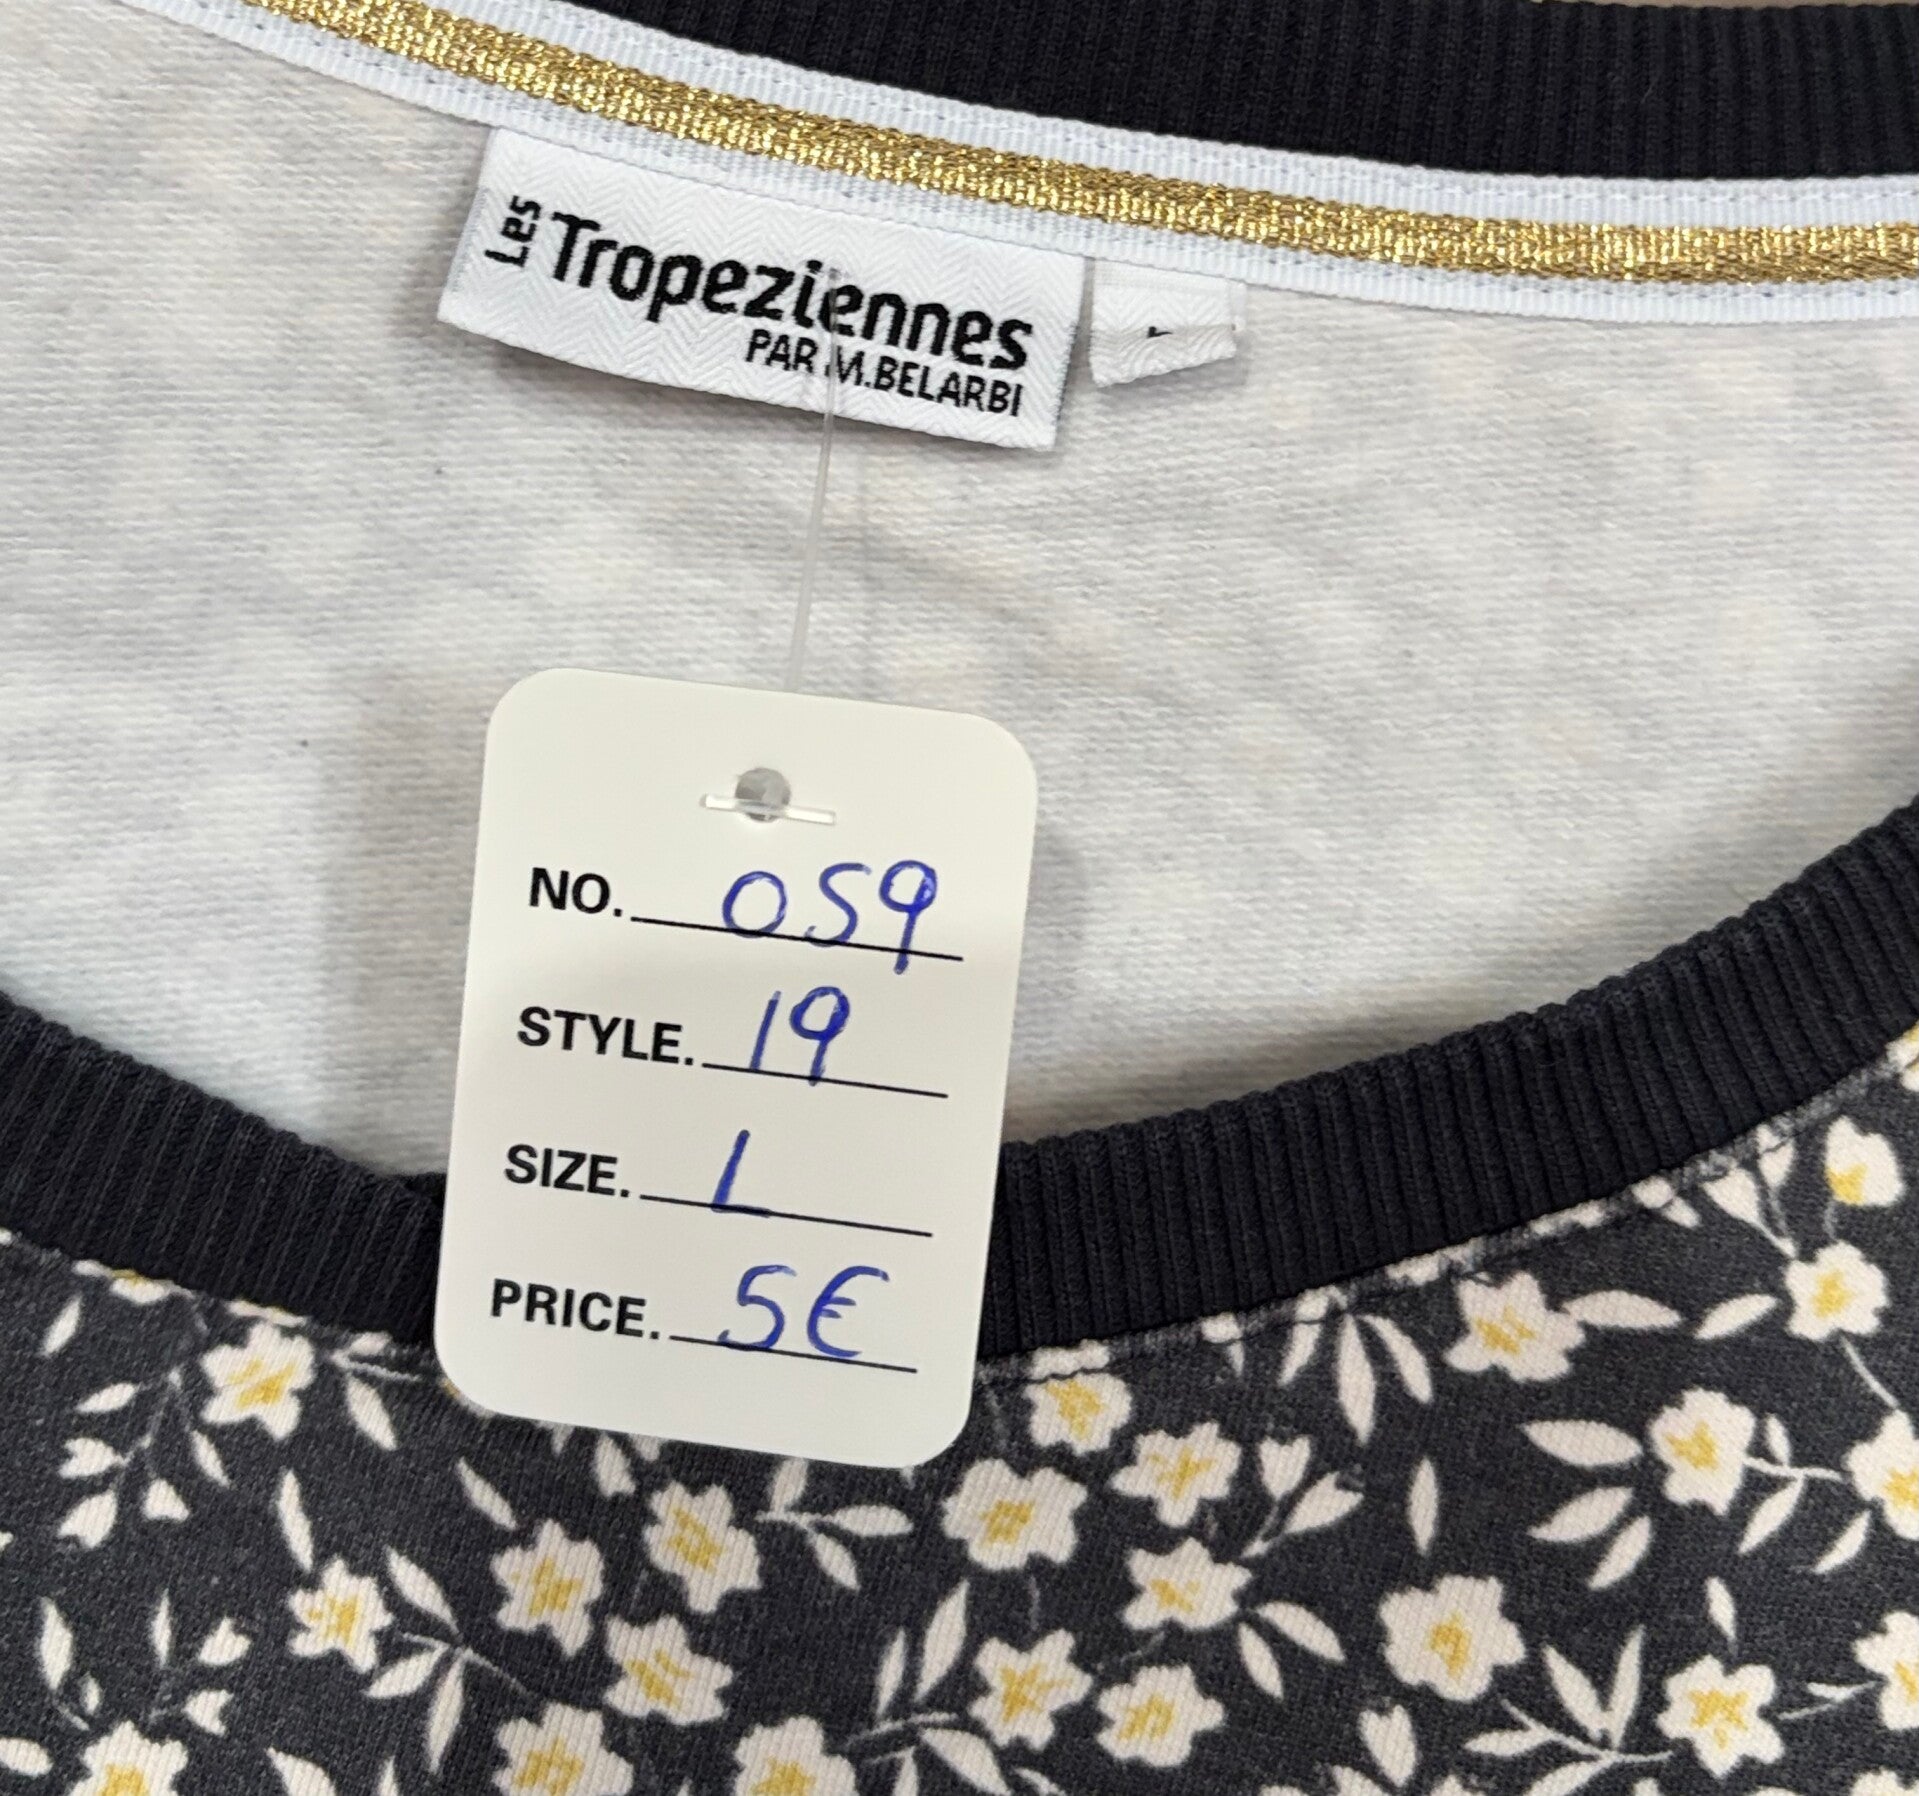 Les Tropeziennes
PAR M.BELARBI
NO. 059
STYLE. 19
SIZE. L
PRICE. 5€